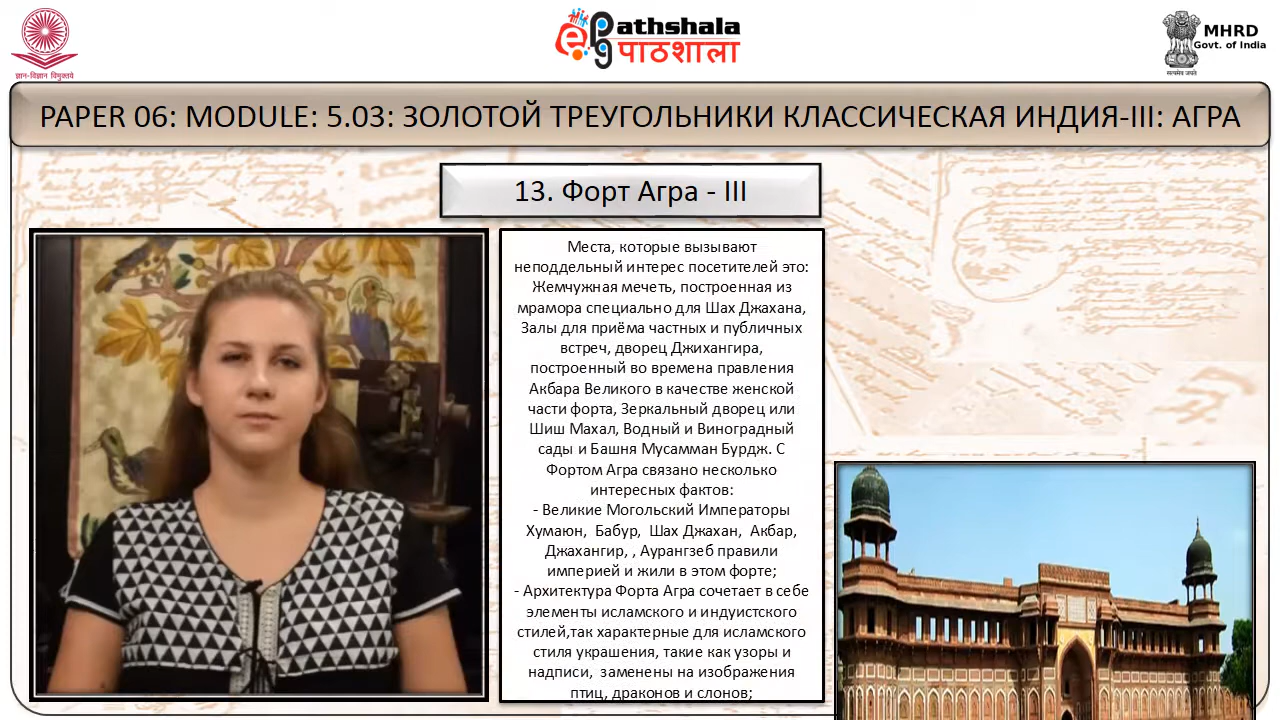 ज्ञान-विज्ञान विमुक्तये
Pathshala
पाठशाला
MHRD
Govt. of India
सत्यमेव जयते
PAPER 06: MODULE: 5.03: ЗОЛОТОЙ ТРЕУГОЛЬНИКИ КЛАССИЧЕСКАЯ ИНДИЯ-III: АГРА
13. Форт Агра - III
Места, которые вызывают
неподдельный интерес посетителей это:
Жемчужная мечеть, построенная из
мрамора специально для Шах Джахана,
Залы для приёма частных и публичных
встреч, дворец Джихангира,
построенный во времена правления
Акбара Великого в качестве женской
части форта, Зеркальный дворец или
Шиш Махал, Водный и Виноградный
сады и Башня Мусамман Бурдж. С
Фортом Агра связано несколько
интересных фактов:
- Великие Могольский Императоры
Хумаюн, Бабур, Шах Джахан, Акбар,
Джахангир, , Аурангзеб правили
империей и жили в этом форте;
- Архитектура Форта Агра сочетает в себе
элементы исламского и индуистского
стилей,так характерные для исламского
стиля украшения, такие как узоры и
надписи, заменены на изображения
птиц, драконов и слонов;